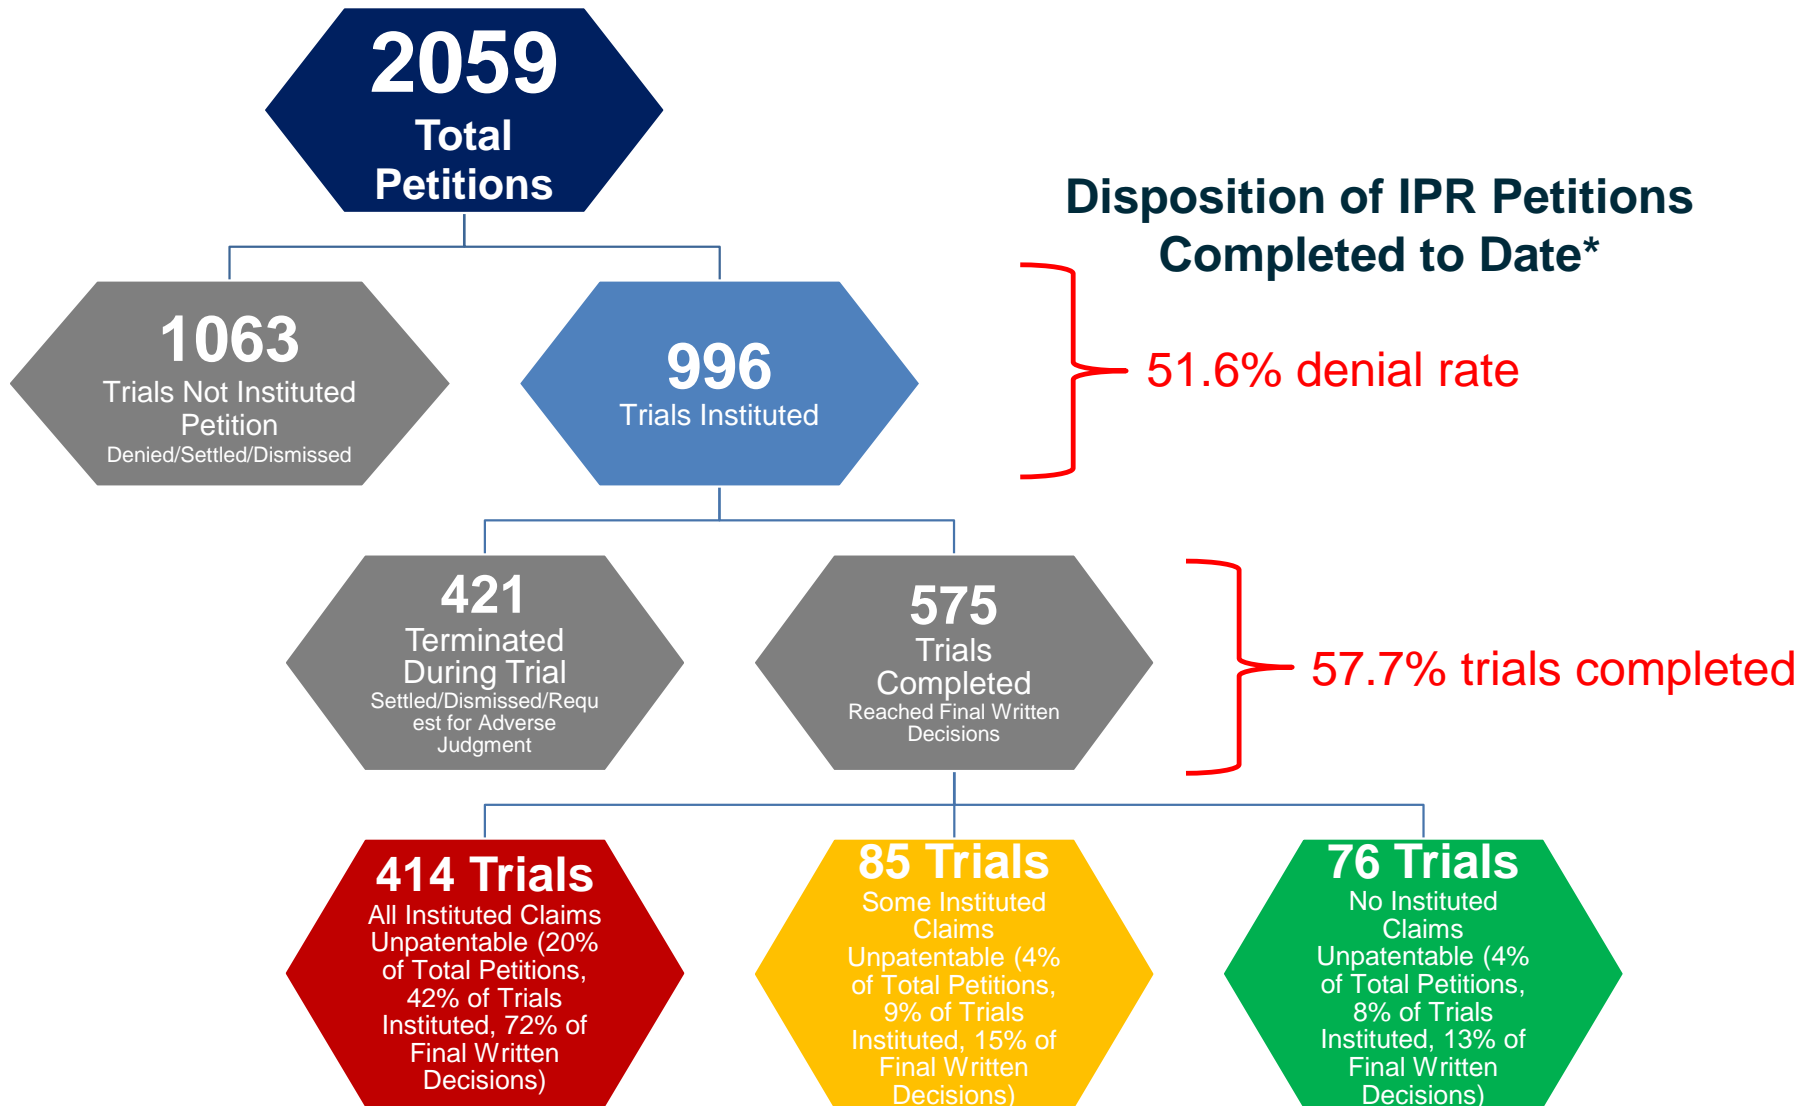 2059
Total
Petitions
Disposition of IPR Petitions
Completed to Date*
1063
Trials Not Instituted
Petition
Denied/Settled/Dismissed
996
Trials Instituted
51.6% denial rate
421
Terminated
During Trial
Settled/Dismissed/Requ
est for Adverse
Judgment
575
Trials
Completed
Reached Final Written
Decisions
57.7% trials completed
414 Trials
All Instituted Claims
Unpatentable (20%
of Total Petitions,
42% of Trials
Instituted, 72% of
Final Written
Decisions)
85 Trials
Some Instituted
Claims
Unpatentable (4%
of Total Petitions,
9% of Trials
Instituted, 15% of
Final Written
Decisions)
76 Trials
No Instituted
Claims
Unpatentable (4%
of Total Petitions,
8% of Trials
Instituted, 13% of
Final Written
Decisions)